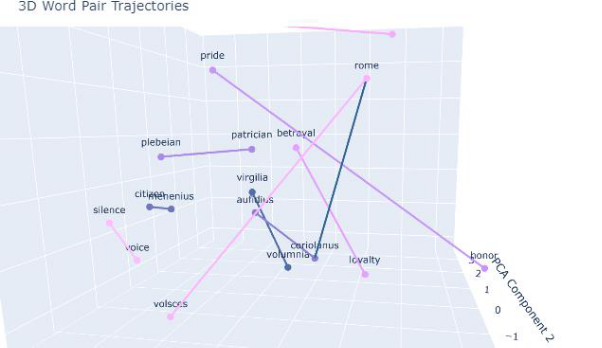 3D Word Pair Trajectories
pride
rome
plebeian
patrician
betrayal
virgilia
citizen
menenius
aufidius
silence
voice
coriolanus
volumnia
loyalty
honor
volsces
PCA Component 2
2
1
0
−1